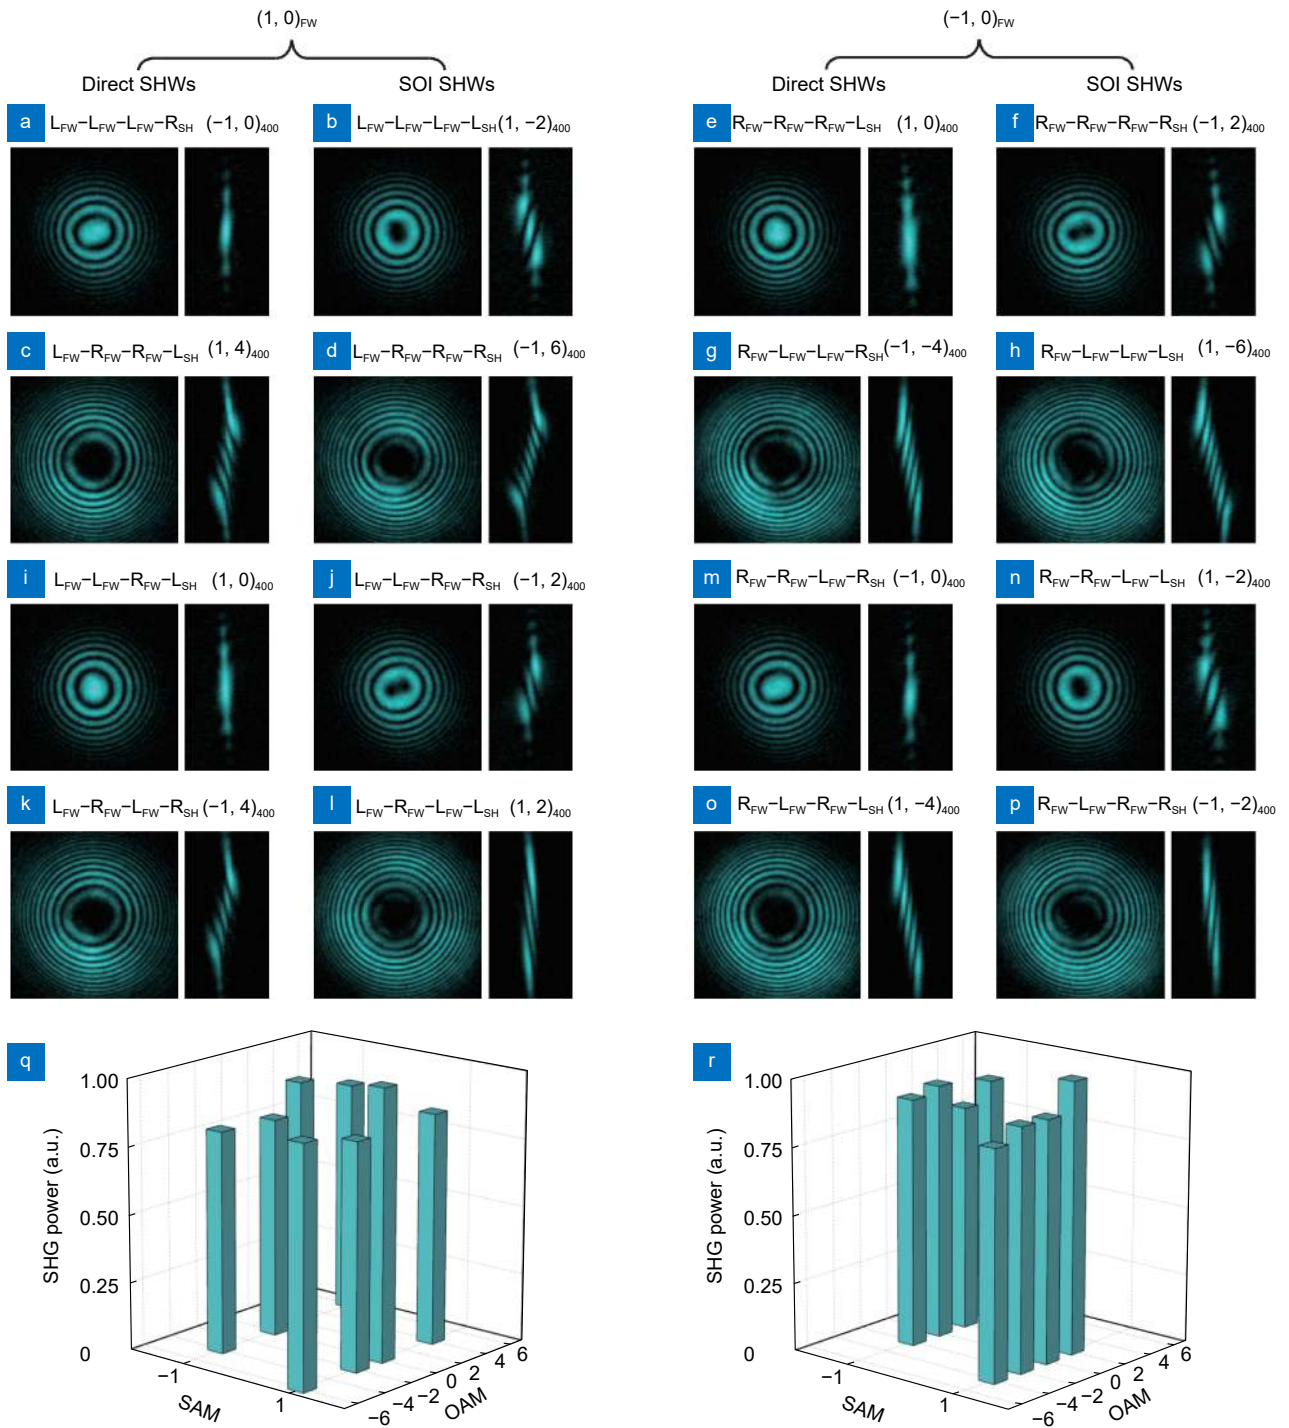 (1, 0)FW
(−1, 0)FW
Direct SHWs
SOI SHWs
Direct SHWs
SOI SHWs
a LFW−LFW−LFW−RSH (−1, 0)400
b LFW−LFW−LFW−LSH (1, −2)400
e RFW−RFW−RFW−LSH (1, 0)400
f RFW−RFW−RFW−RSH (−1, 2)400
c LFW−RFW−RFW−LSH (1, 4)400
d LFW−RFW−RFW−RSH (−1, 6)400
g RFW−LFW−LFW−RSH (−1, −4)400
h RFW−LFW−LFW−LSH (1, −6)400
i LFW−LFW−RFW−LSH (1, 0)400
j LFW−LFW−RFW−RSH (−1, 2)400
m RFW−RFW−LFW−RSH (−1, 0)400
n RFW−RFW−LFW−LSH (1, −2)400
k LFW−RFW−LFW−RSH (−1, 4)400
l LFW−RFW−LFW−LSH (1, 2)400
o RFW−LFW−RFW−LSH (1, −4)400
p RFW−LFW−RFW−RSH (−1, −2)400
q
1.00
0.75
0.50
0.25
0
SHG power (a.u.)
−1
1
SAM
−6
−4
−2
0
2
4
6
OAM
r
1.00
0.75
0.50
0.25
0
SHG power (a.u.)
−1
1
SAM
−6
−4
−2
0
2
4
6
OAM